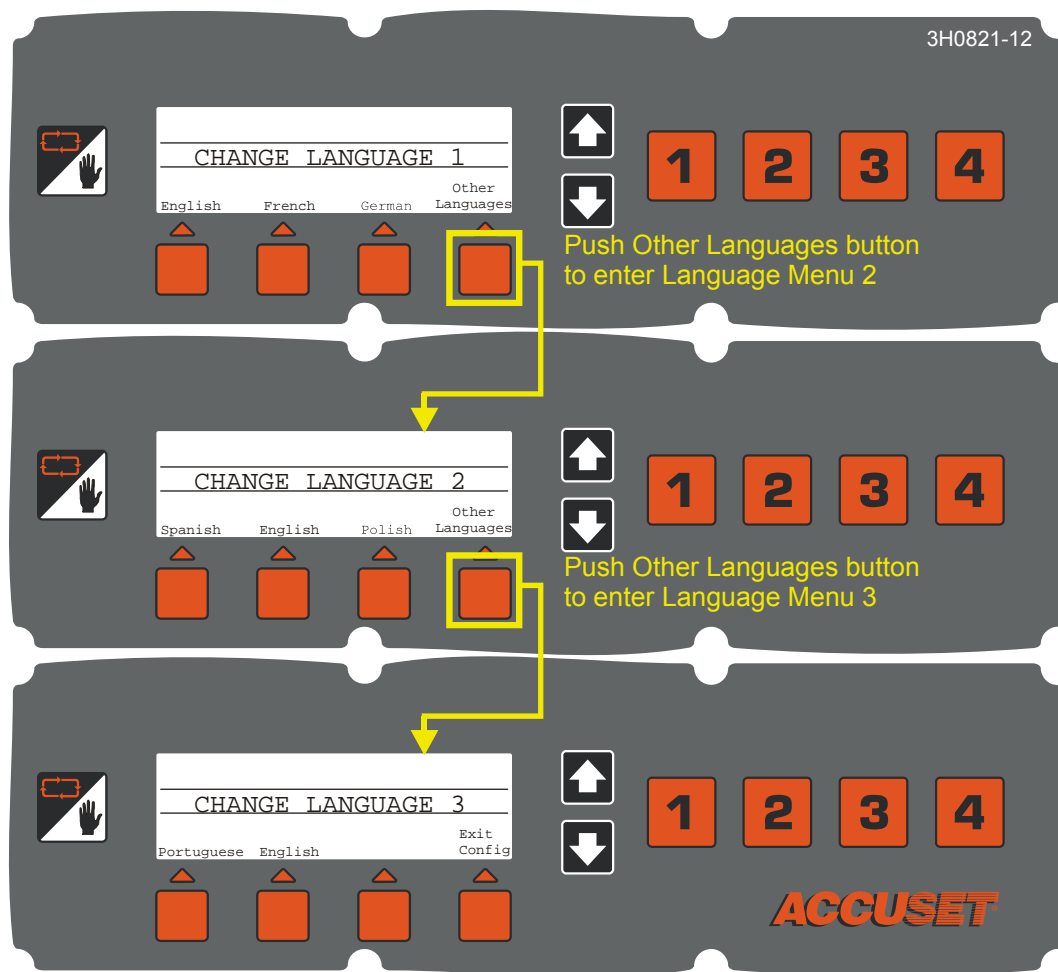 3H0821-12
CHANGE LANGUAGE 1
English French German Other Languages
1 2 3 4
Push Other Languages button
to enter Language Menu 2
CHANGE LANGUAGE 2
Spanish English Polish Other Languages
1 2 3 4
Push Other Languages button
to enter Language Menu 3
CHANGE LANGUAGE 3
Portuguese English Exit Config
1 2 3 4
ACCUSET